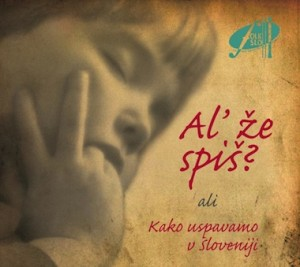 Al' že
spiš?
ali
Kako uspavamo
v Sloveniji